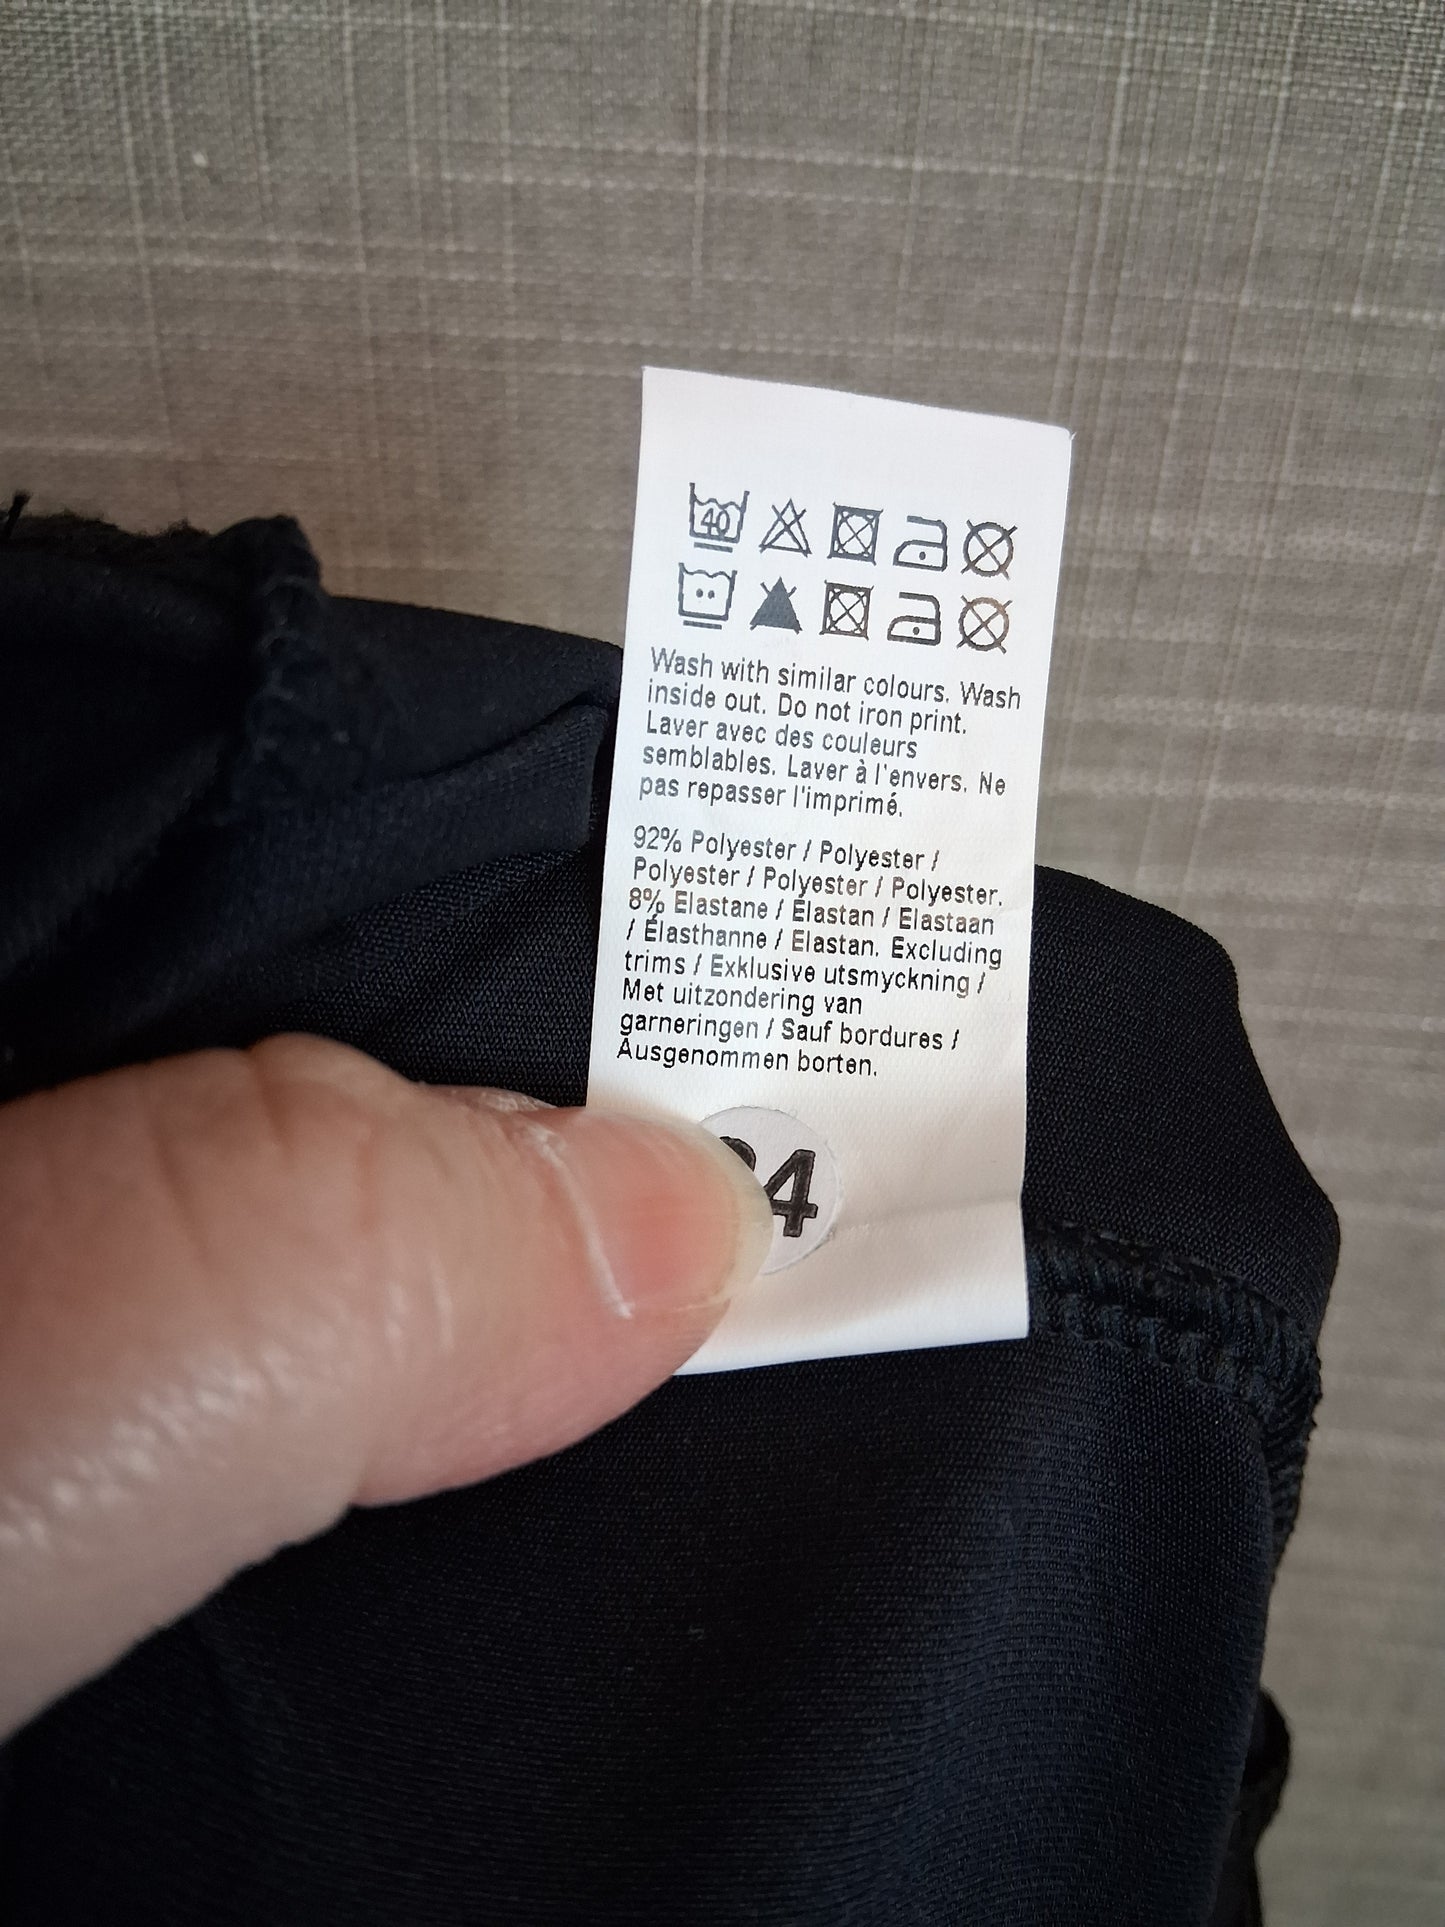 40
Wash with similar colours. Wash
inside out. Do not iron print.
Laver avec des couleurs
semblables. Laver à l'envers. Ne
pas repasser l'imprimé.
92% Polyester / Polyester /
Polyester / Polyester / Polyester.
8% Elastane / Elastan / Elastaan
/ Élasthanne / Elastan. Excluding
trims / Exklusive utsmyckning /
Met uitzondering van
garneringen / Sauf bordures /
Ausgenommen borten.